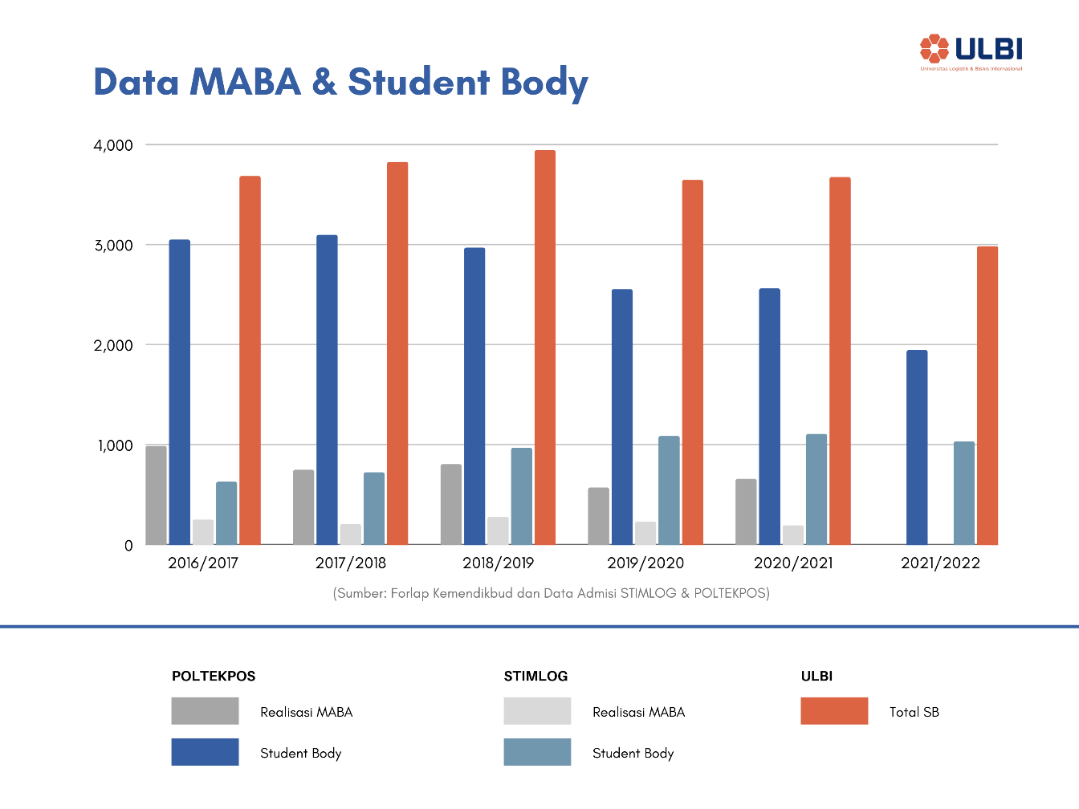 ULBI
Universitas Logistik & Bisnis Internasional
Data MABA & Student Body
4,000
3,000
2,000
1,000
0
2016/2017 2017/2018 2018/2019 2019/2020 2020/2021 2021/2022
(Sumber: Forlap Kemendikbud dan Data Admisi STIMLOG & POLTEKPOS)
POLTEKPOS STIMLOG ULBI
Realisasi MABA Realisasi MABA Total SB
Student Body Student Body